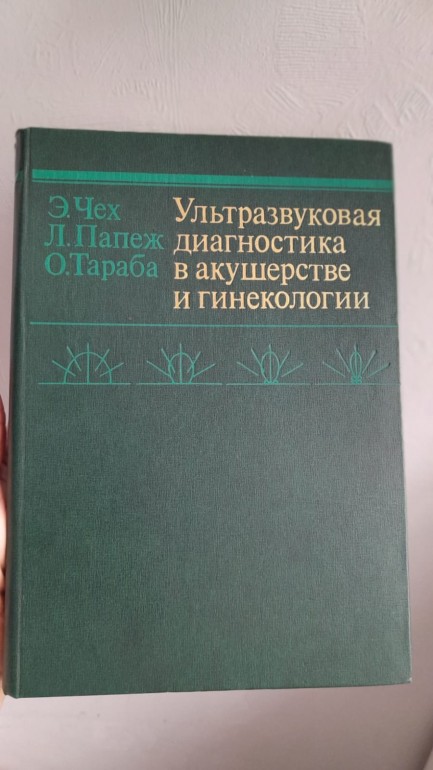 Э.Чех
Л.Папеж
О.Тараба
Ультразвуковая
диагностика
в акушерстве
и гинекологии